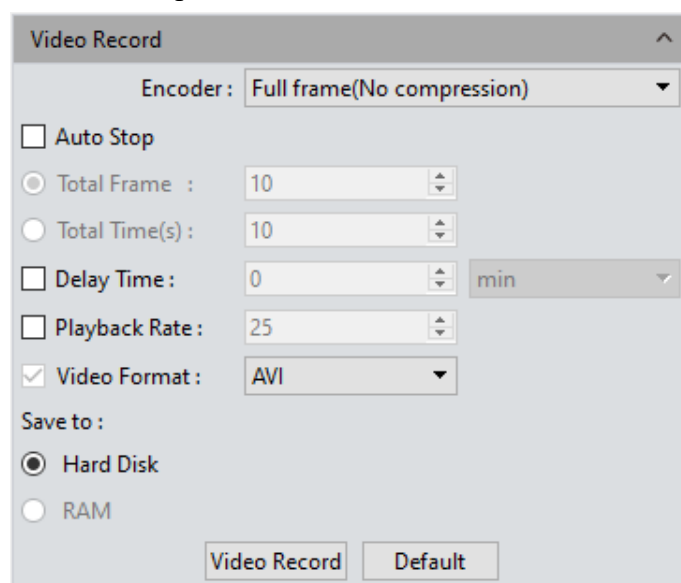 Video Record
Encoder : Full frame(No compression)
Auto Stop
Total Frame : 10
Total Time(s) : 10
Delay Time : 0 min
Playback Rate : 25
Video Format : AVI
Save to :
Hard Disk
RAM
Video Record Default